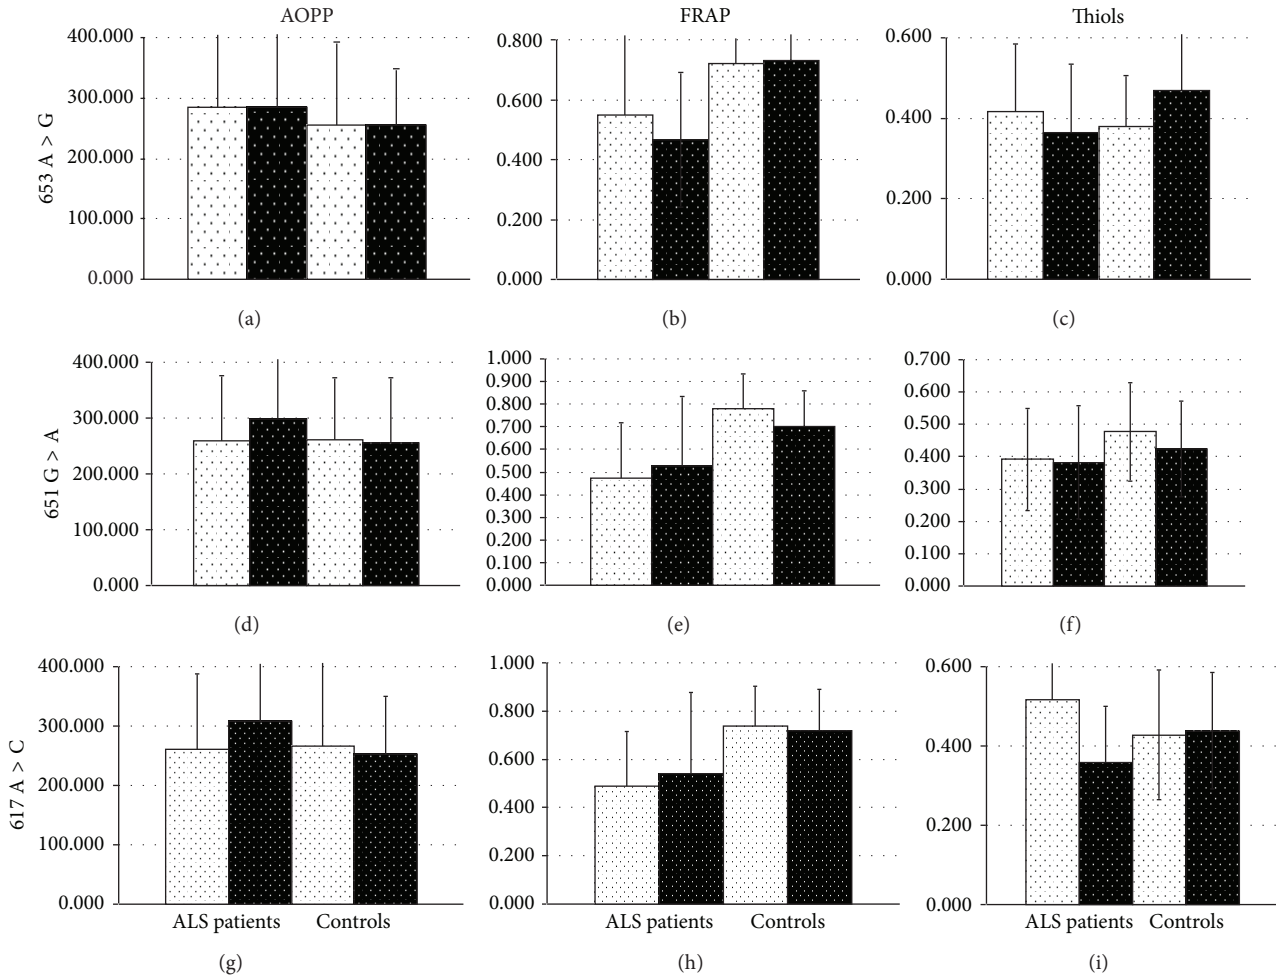 AOPP
FRAP
Thiols
653 A > G
400.000
300.000
200.000
100.000
0.000
(a)
0.800
0.600
0.400
0.200
0.000
(b)
0.600
0.400
0.200
0.000
(c)
651 G > A
400.000
300.000
200.000
100.000
0.000
(d)
1.000
0.900
0.800
0.700
0.600
0.500
0.400
0.300
0.200
0.100
0.000
(e)
0.700
0.600
0.500
0.400
0.300
0.200
0.100
0.000
(f)
617 A > C
400.000
300.000
200.000
100.000
0.000
ALS patients Controls
(g)
1.000
0.800
0.600
0.400
0.200
0.000
ALS patients Controls
(h)
0.600
0.400
0.200
0.000
ALS patients Controls
(i)